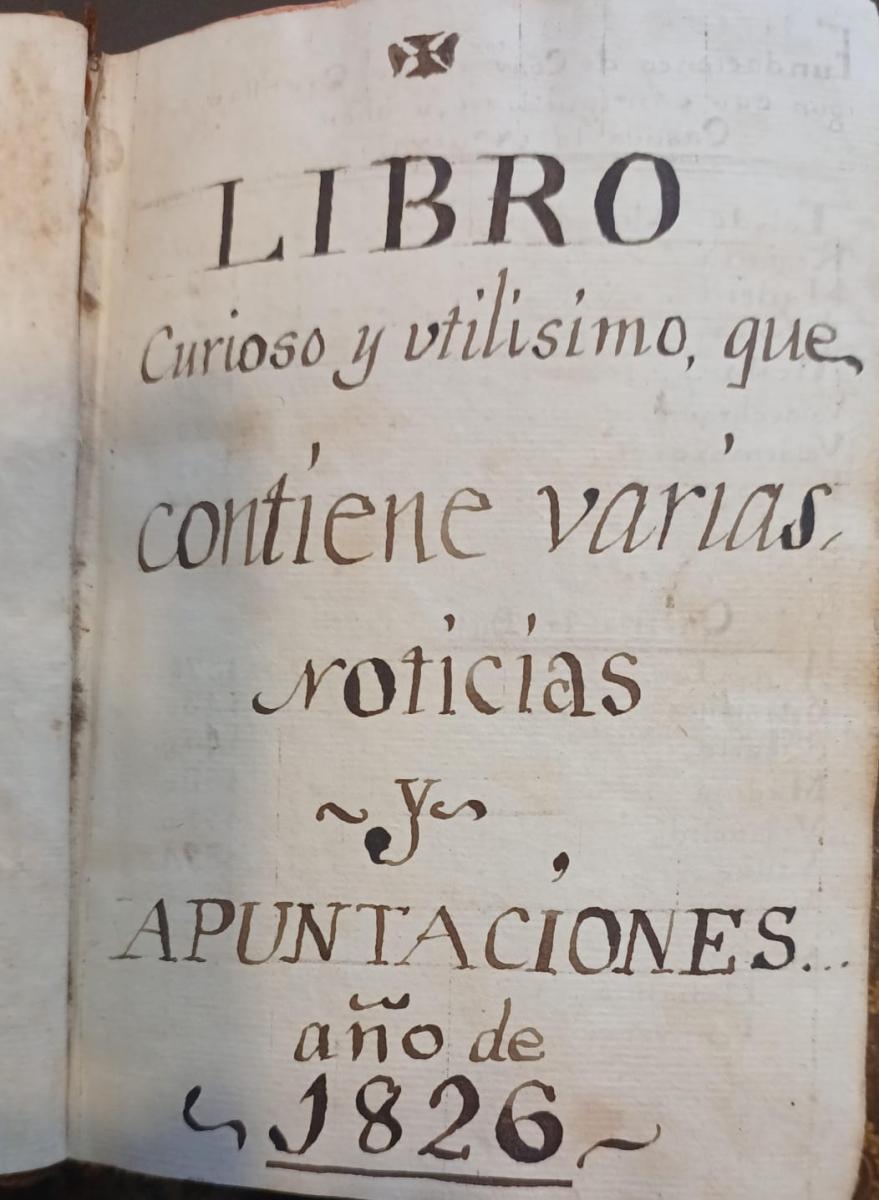 LIBRO
Curioso y vtilisimo, que
contiene varias
Noticias
~ y ~
APUNTACIONES...
año de
~ 1826 ~